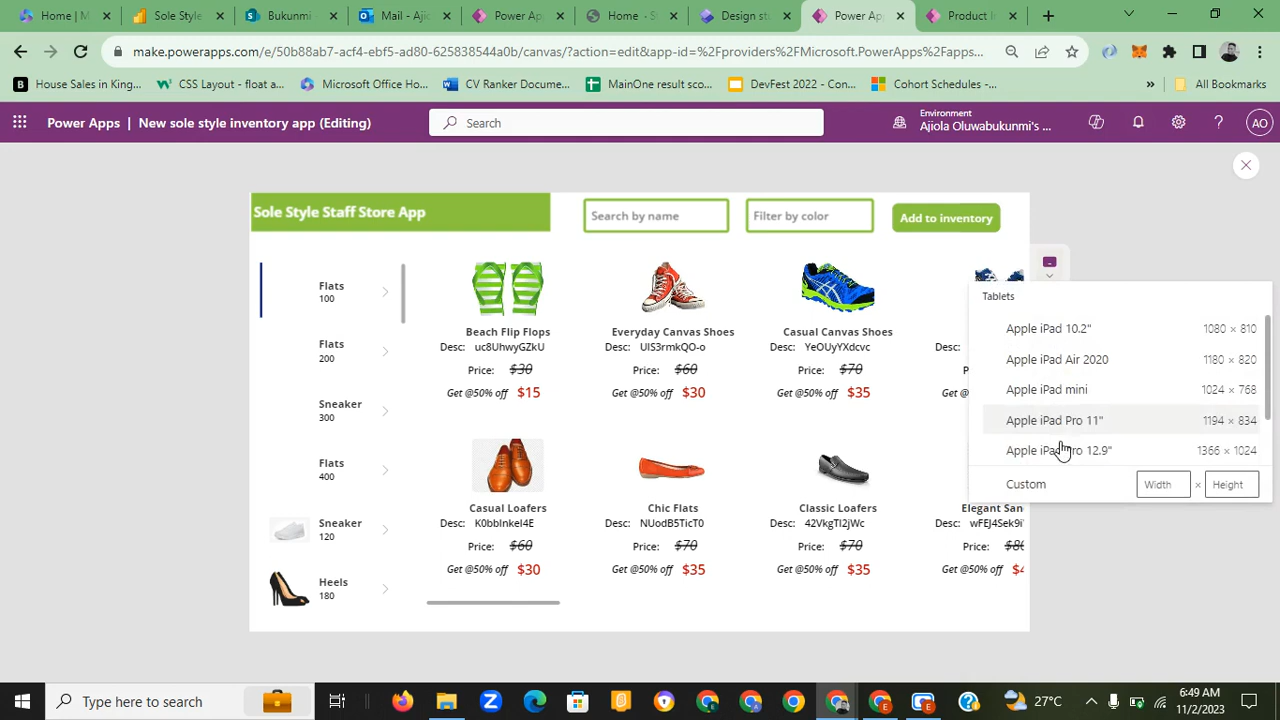 Home | M
Sole Style
Bukunmi -
Mail - Ajio
Power Ap
Home - S
Design stu
Power Ap
Product In
make.powerapps.com/e/50b88ab7-acf4-ebf5-ad80-625838544a0b/canvas/?action=edit&app-id=%2Fproviders%2FMicrosoft.PowerApps%2Fapps...
House Sales in King...
CSS Layout - float a...
Microsoft Office Ho...
CV Ranker Docume...
MainOne result sco...
DevFest 2022 - Con...
Cohort Schedules -...
»
All Bookmarks
Power Apps | New sole style inventory app (Editing)
Search
Environment
Ajiola Oluwabukunmi's ...
AO
Sole Style Staff Store App
Search by name
Filter by color
Add to inventory
Flats
100
Flats
200
Sneaker
300
Flats
400
Sneaker
120
Heels
180
Beach Flip Flops
Desc: uc8UhwyGZkU
Price: $30
Get @50% off $15
Everyday Canvas Shoes
Desc: UIS3rmkQO-o
Price: $60
Get @50% off $30
Casual Canvas Shoes
Desc: YeOUyYXdcvc
Price: $70
Get @50% off $35
Desc:
P
Get @
Casual Loafers
Desc: K0bbInkeI4E
Price: $60
Get @50% off $30
Chic Flats
Desc: NUodB5TicT0
Price: $70
Get @50% off $35
Classic Loafers
Desc: 42VkgTI2jWc
Price: $70
Get @50% off $35
Elegant San
Desc: wFEJ4Sek9i
Price: $80
Get @50% off $4
Tablets
Apple iPad 10.2" 1080 × 810
Apple iPad Air 2020 1180 × 820
Apple iPad mini 1024 × 768
Apple iPad Pro 11" 1194 × 834
Apple iPad Pro 12.9" 1366 × 1024
Custom Width × Height
Type here to search
27°C
6:49 AM
11/2/2023